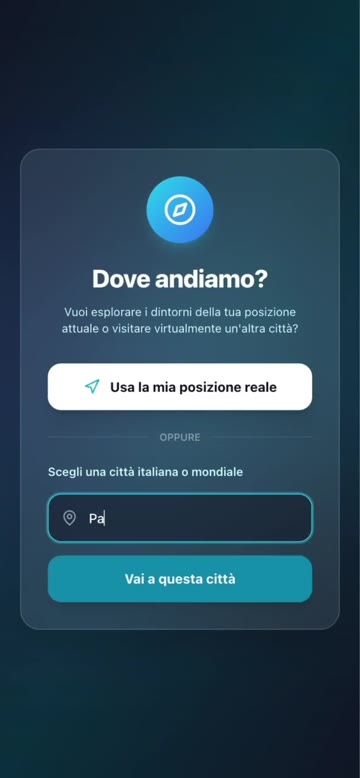 Dove andiamo?
Vuoi esplorare i dintorni della tua posizione
attuale o visitare virtualmente un'altra città?
Usa la mia posizione reale
OPPURE
Scegli una città italiana o mondiale
Pa
Vai a questa città